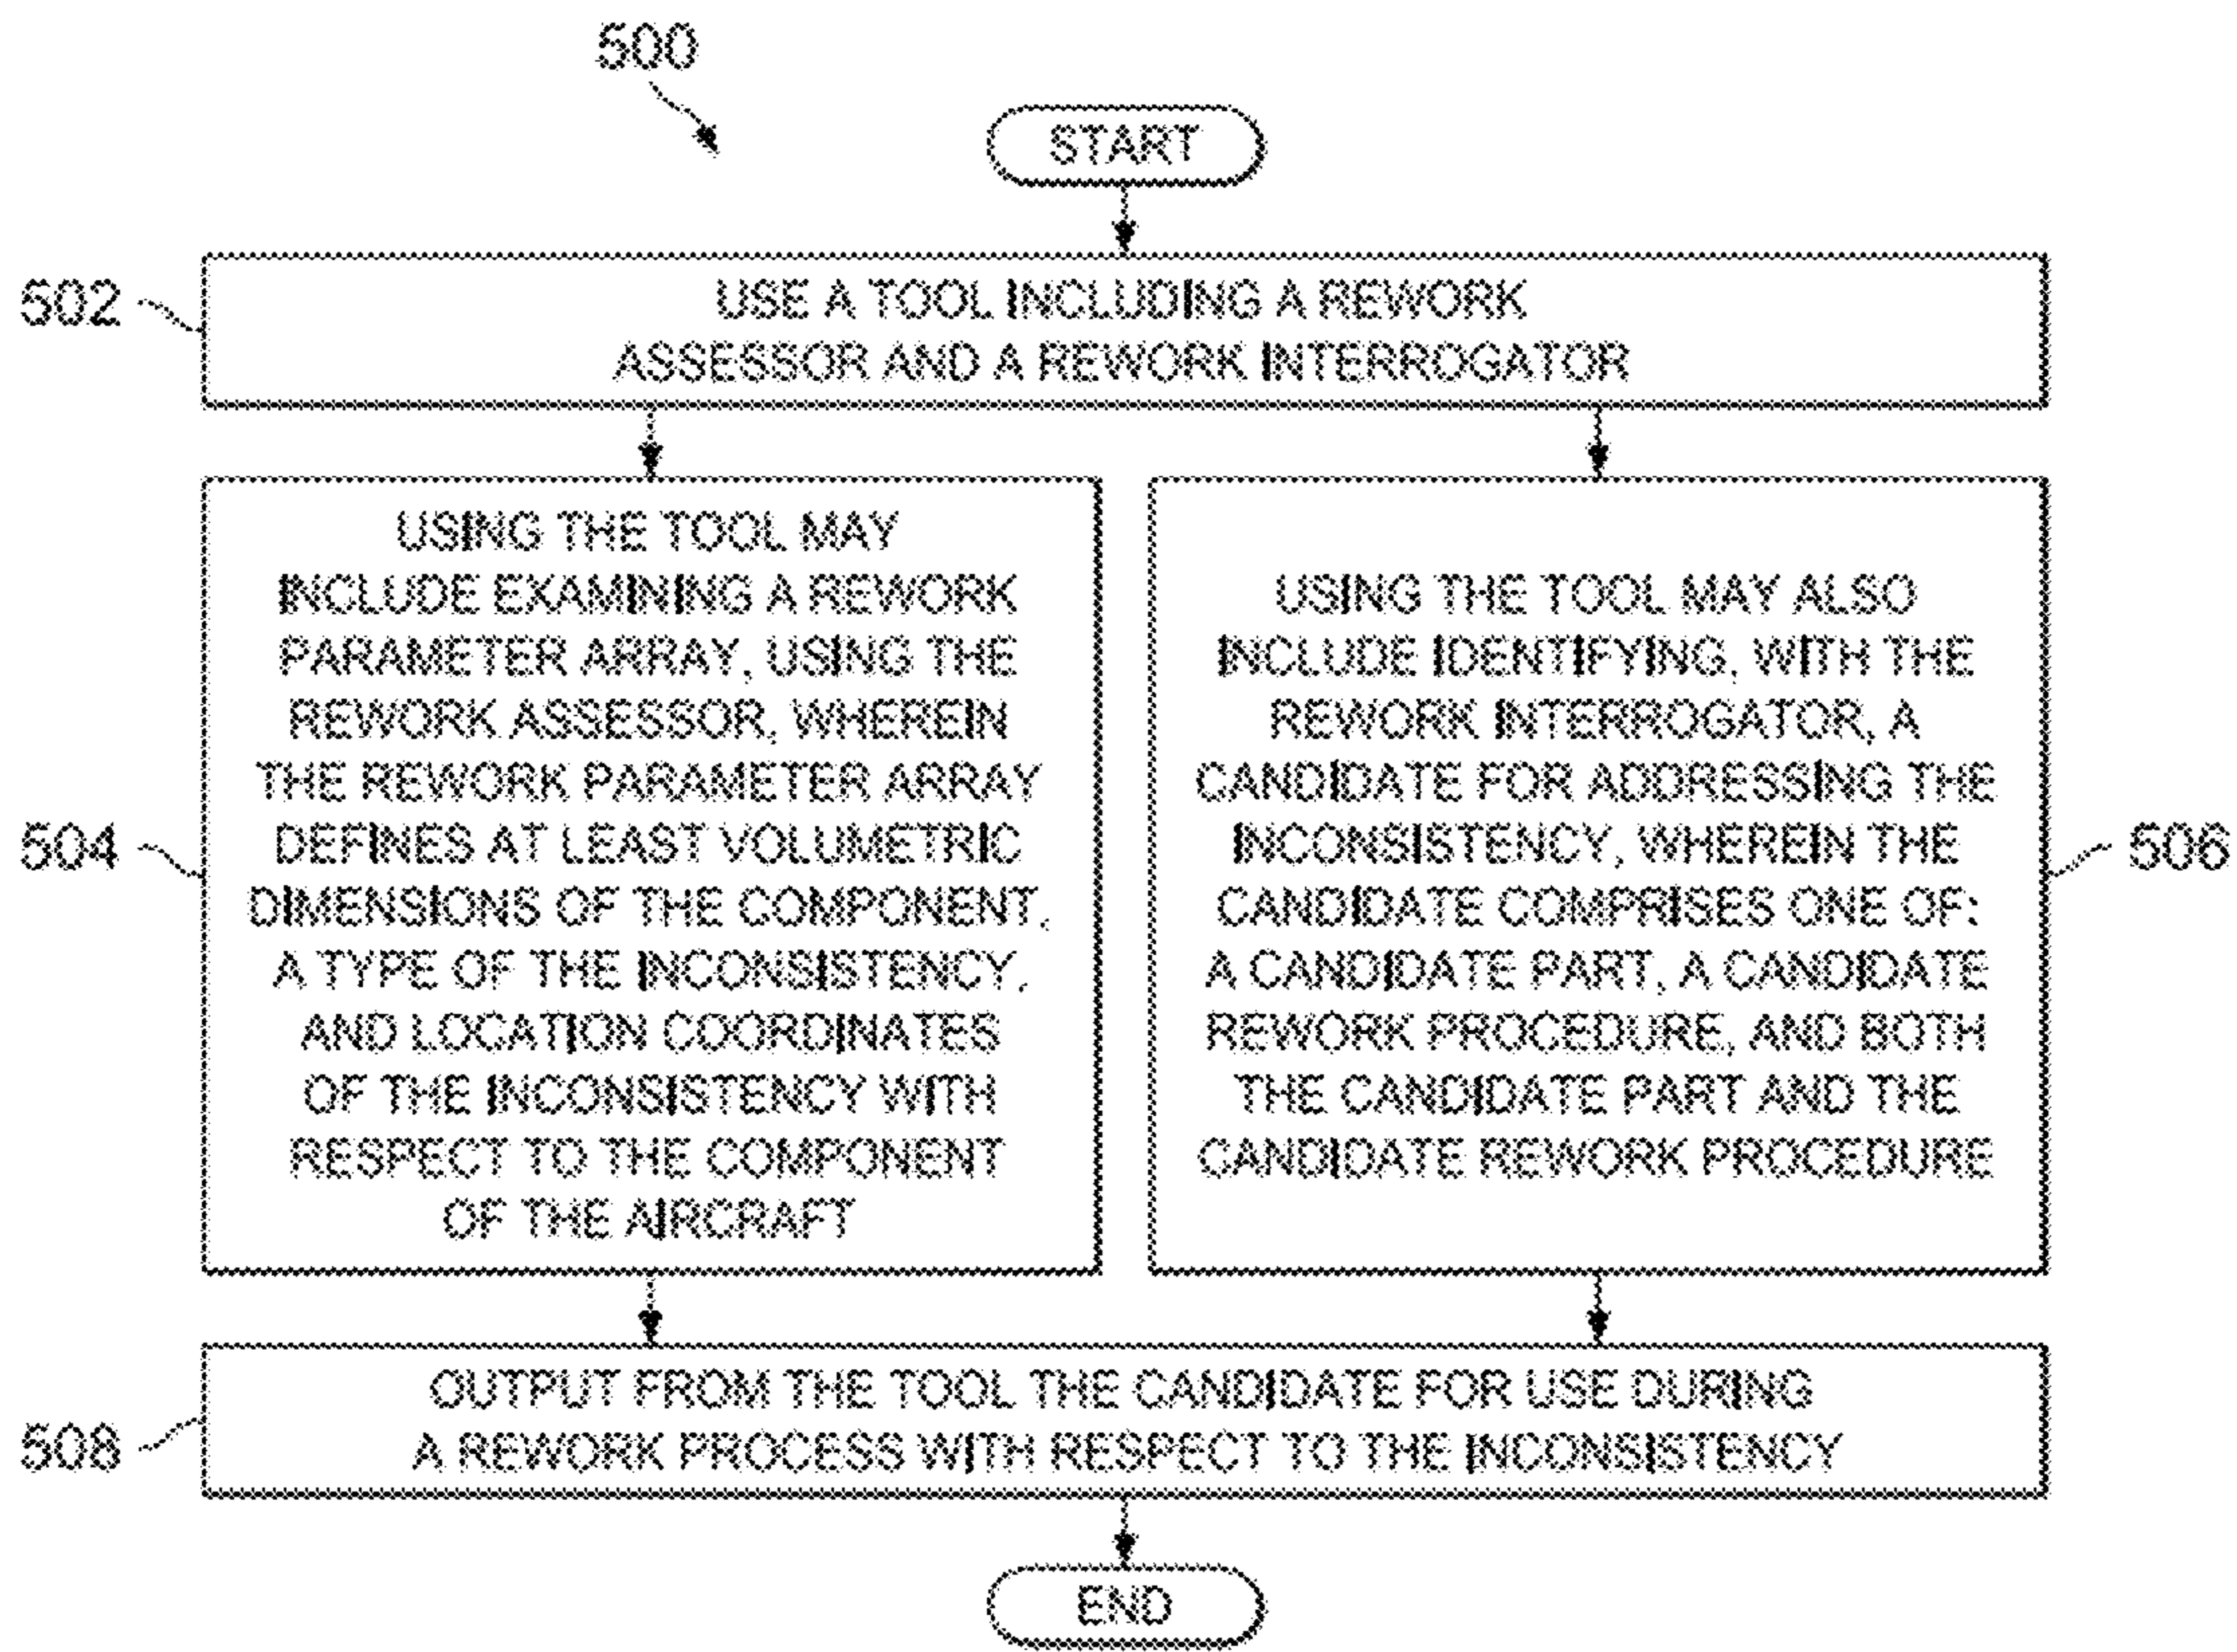 500
START
502
USE A TOOL INCLUDING A REWORK
ASSESSOR AND A REWORK INTERROGATOR
504
USING THE TOOL MAY
INCLUDE EXAMINING A REWORK
PARAMETER ARRAY, USING THE
REWORK ASSESSOR, WHEREIN
THE REWORK PARAMETER ARRAY
DEFINES AT LEAST VOLUMETRIC
DIMENSIONS OF THE COMPONENT,
A TYPE OF THE INCONSISTENCY,
AND LOCATION COORDINATES
OF THE INCONSISTENCY WITH
RESPECT TO THE COMPONENT
OF THE AIRCRAFT
USING THE TOOL MAY ALSO
INCLUDE IDENTIFYING, WITH THE
REWORK INTERROGATOR, A
CANDIDATE FOR ADDRESSING THE
INCONSISTENCY, WHEREIN THE
CANDIDATE COMPRISES ONE OF:
A CANDIDATE PART, A CANDIDATE
REWORK PROCEDURE, AND BOTH
THE CANDIDATE PART AND THE
CANDIDATE REWORK PROCEDURE
506
508
OUTPUT FROM THE TOOL THE CANDIDATE FOR USE DURING
A REWORK PROCESS WITH RESPECT TO THE INCONSISTENCY
END